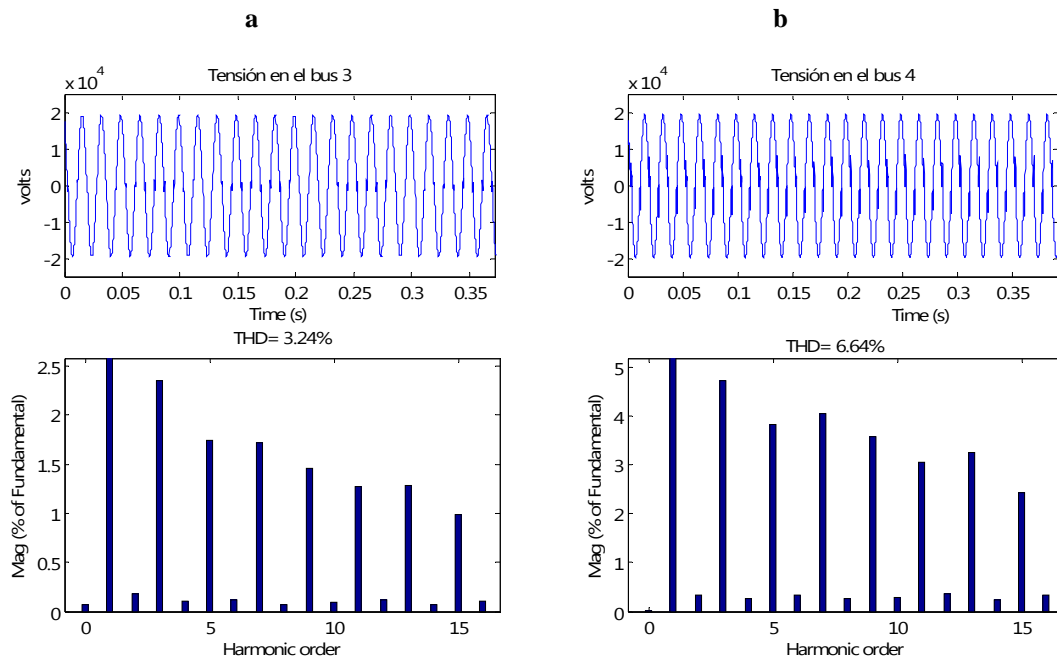 a
Tensión en el bus 3
x 10^4
2
1
0
-1
-2
volts
0 0.05 0.1 0.15 0.2 0.25 0.3 0.35
Time (s)
THD= 3.24%
2.5
2
1.5
1
0.5
0
Mag (% of Fundamental)
0 5 10 15
Harmonic order
b
Tensión en el bus 4
x 10^4
2
1
0
-1
-2
volts
0 0.05 0.1 0.15 0.2 0.25 0.3 0.35
Time (s)
THD= 6.64%
5
4
3
2
1
0
Mag (% of Fundamental)
0 5 10 15
Harmonic order